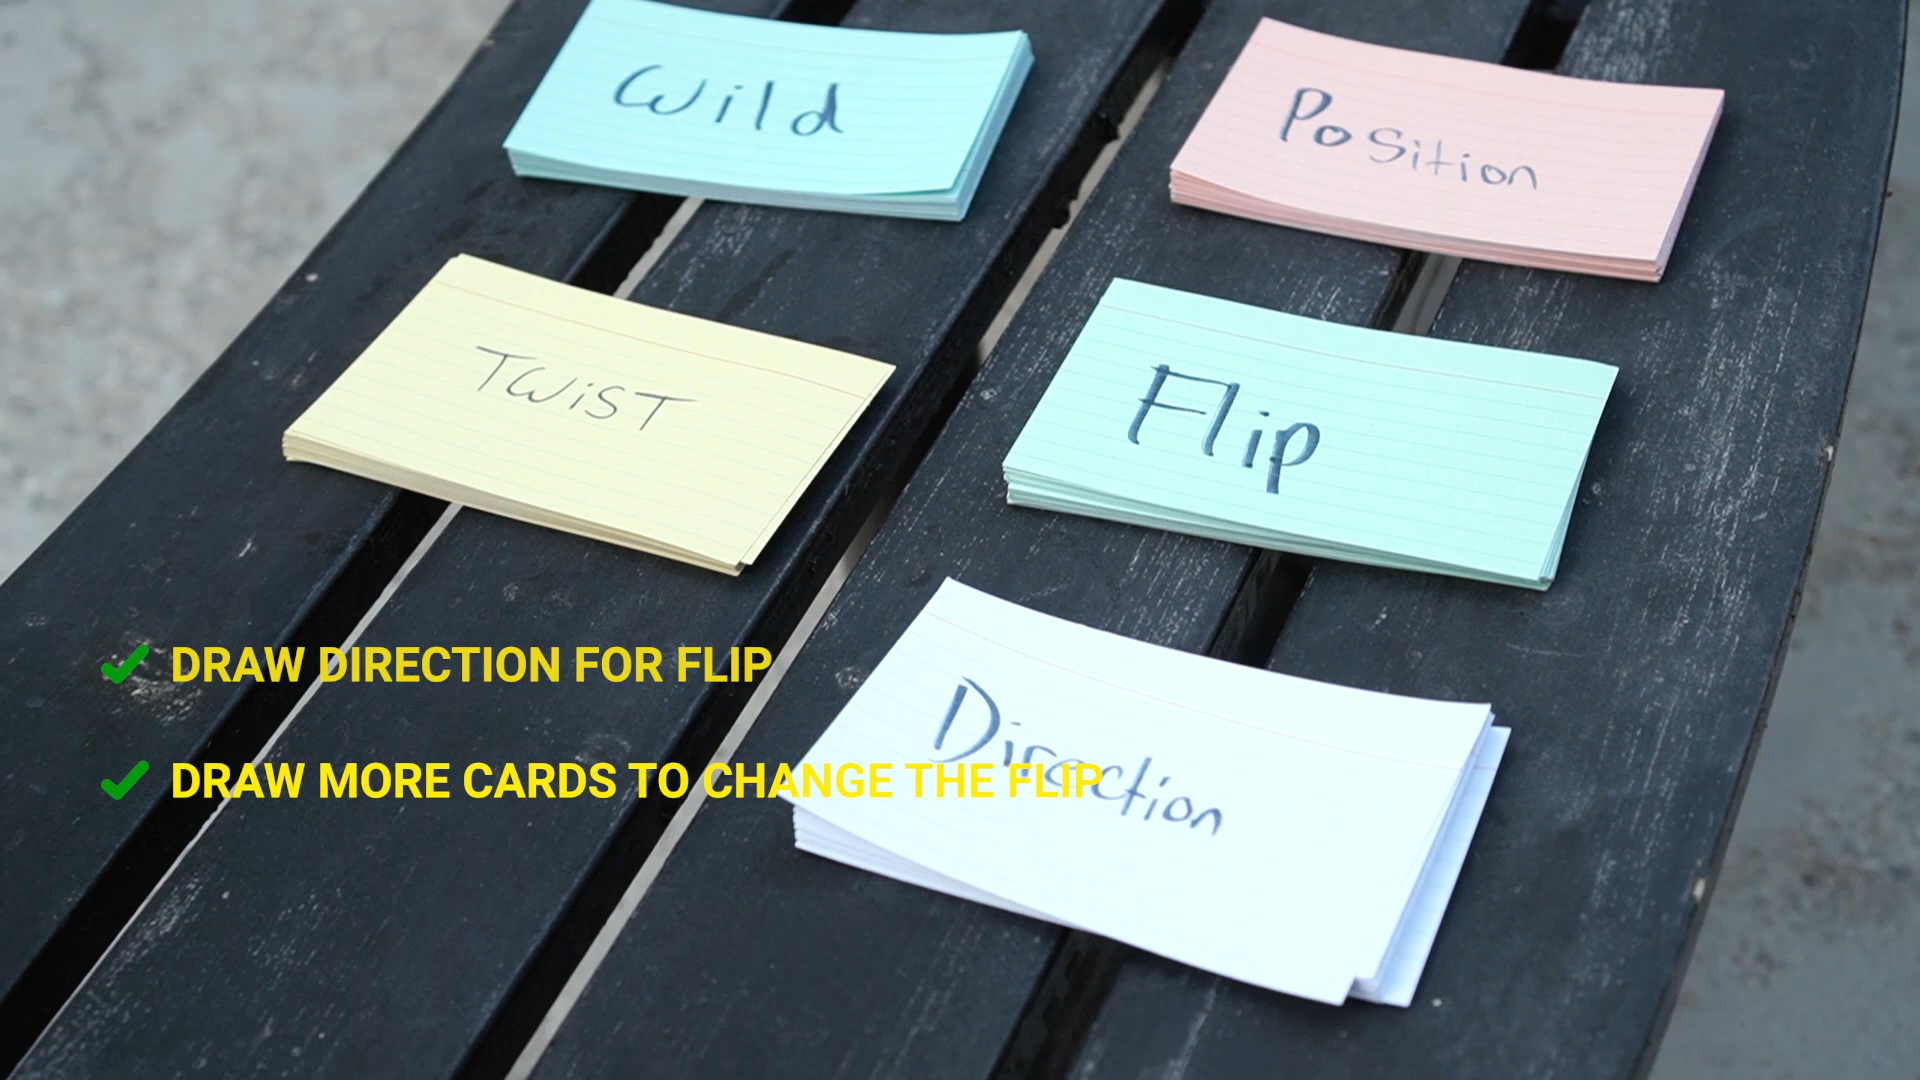 Wild
Position
TWiST
Flip
Direction
DRAW DIRECTION FOR FLIP
DRAW MORE CARDS TO CHANGE THE FLIP